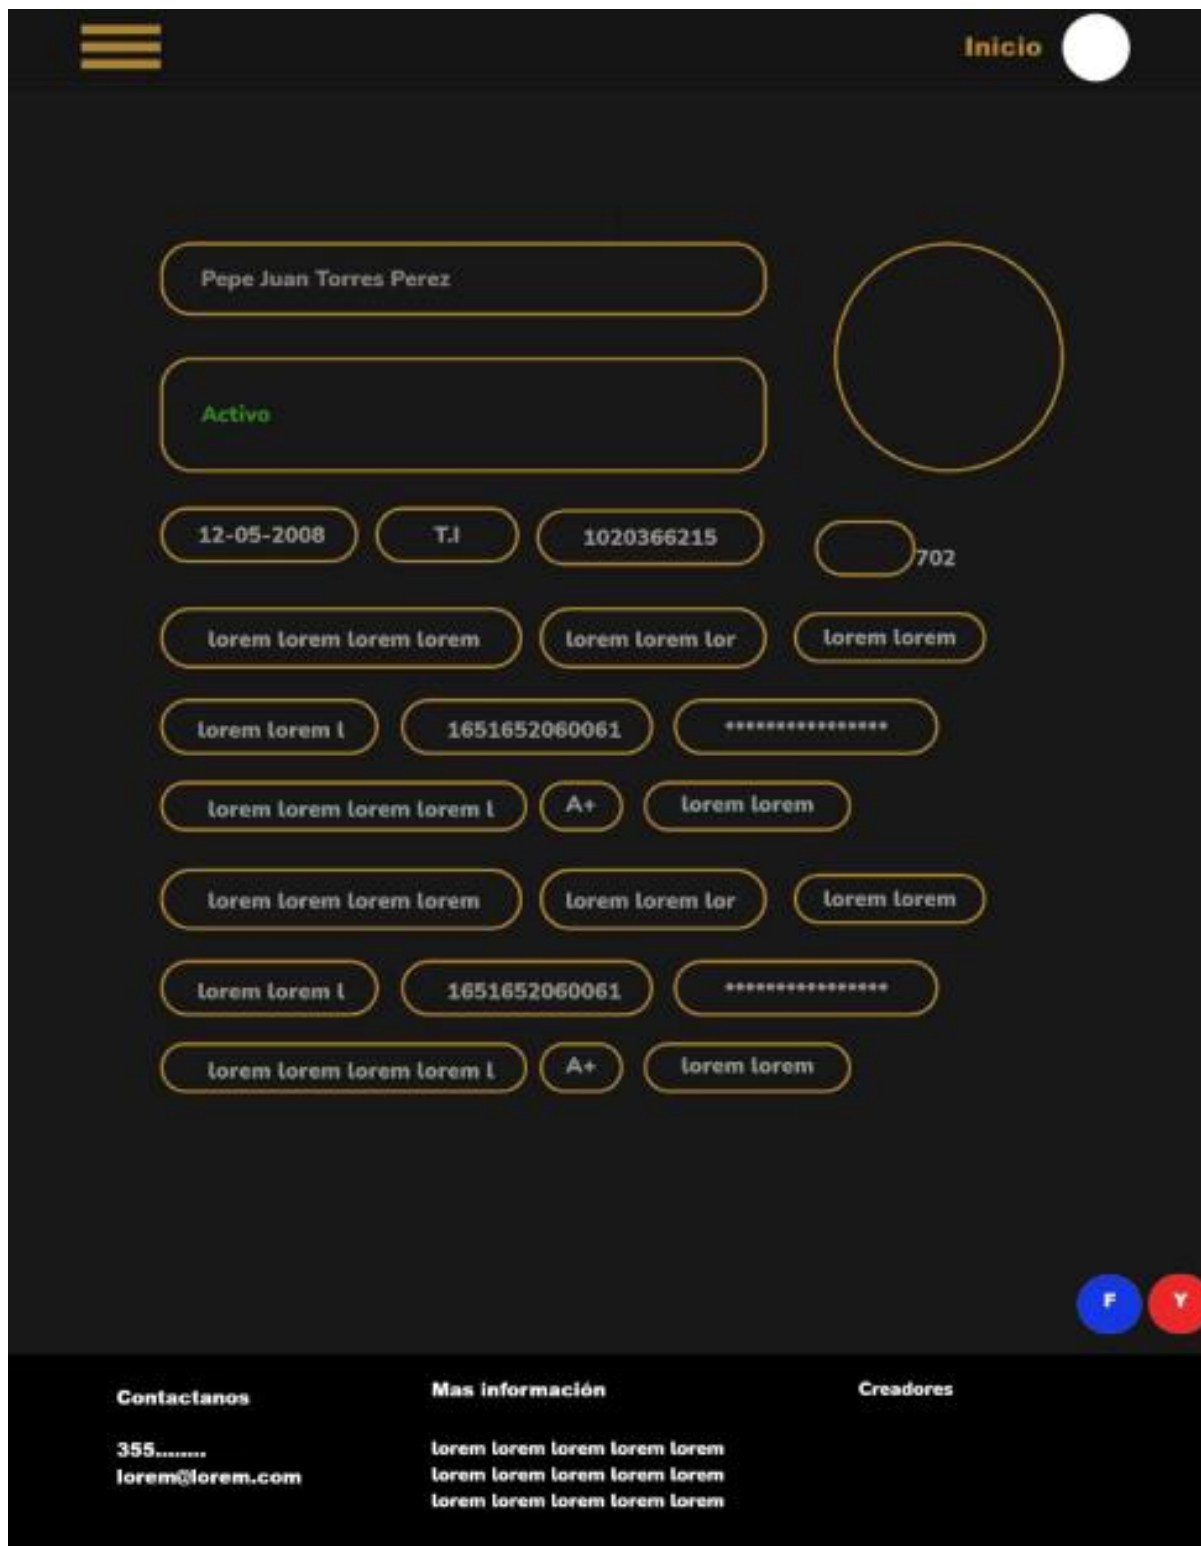 Inicio
Pepe Juan Torres Perez
Activo
12-05-2008 T.I 1020366215 702
lorem lorem lorem lorem lorem lorem lor lorem lorem
lorem lorem l 1651652060061 ****************
lorem lorem lorem lorem l A+ lorem lorem
lorem lorem lorem lorem lorem lorem lor lorem lorem
lorem lorem l 1651652060061 ****************
lorem lorem lorem lorem l A+ lorem lorem
F Y
Contactanos
355........
lorem@lorem.com
Mas información
lorem lorem lorem lorem lorem
lorem lorem lorem lorem lorem
lorem lorem lorem lorem lorem
Creadores